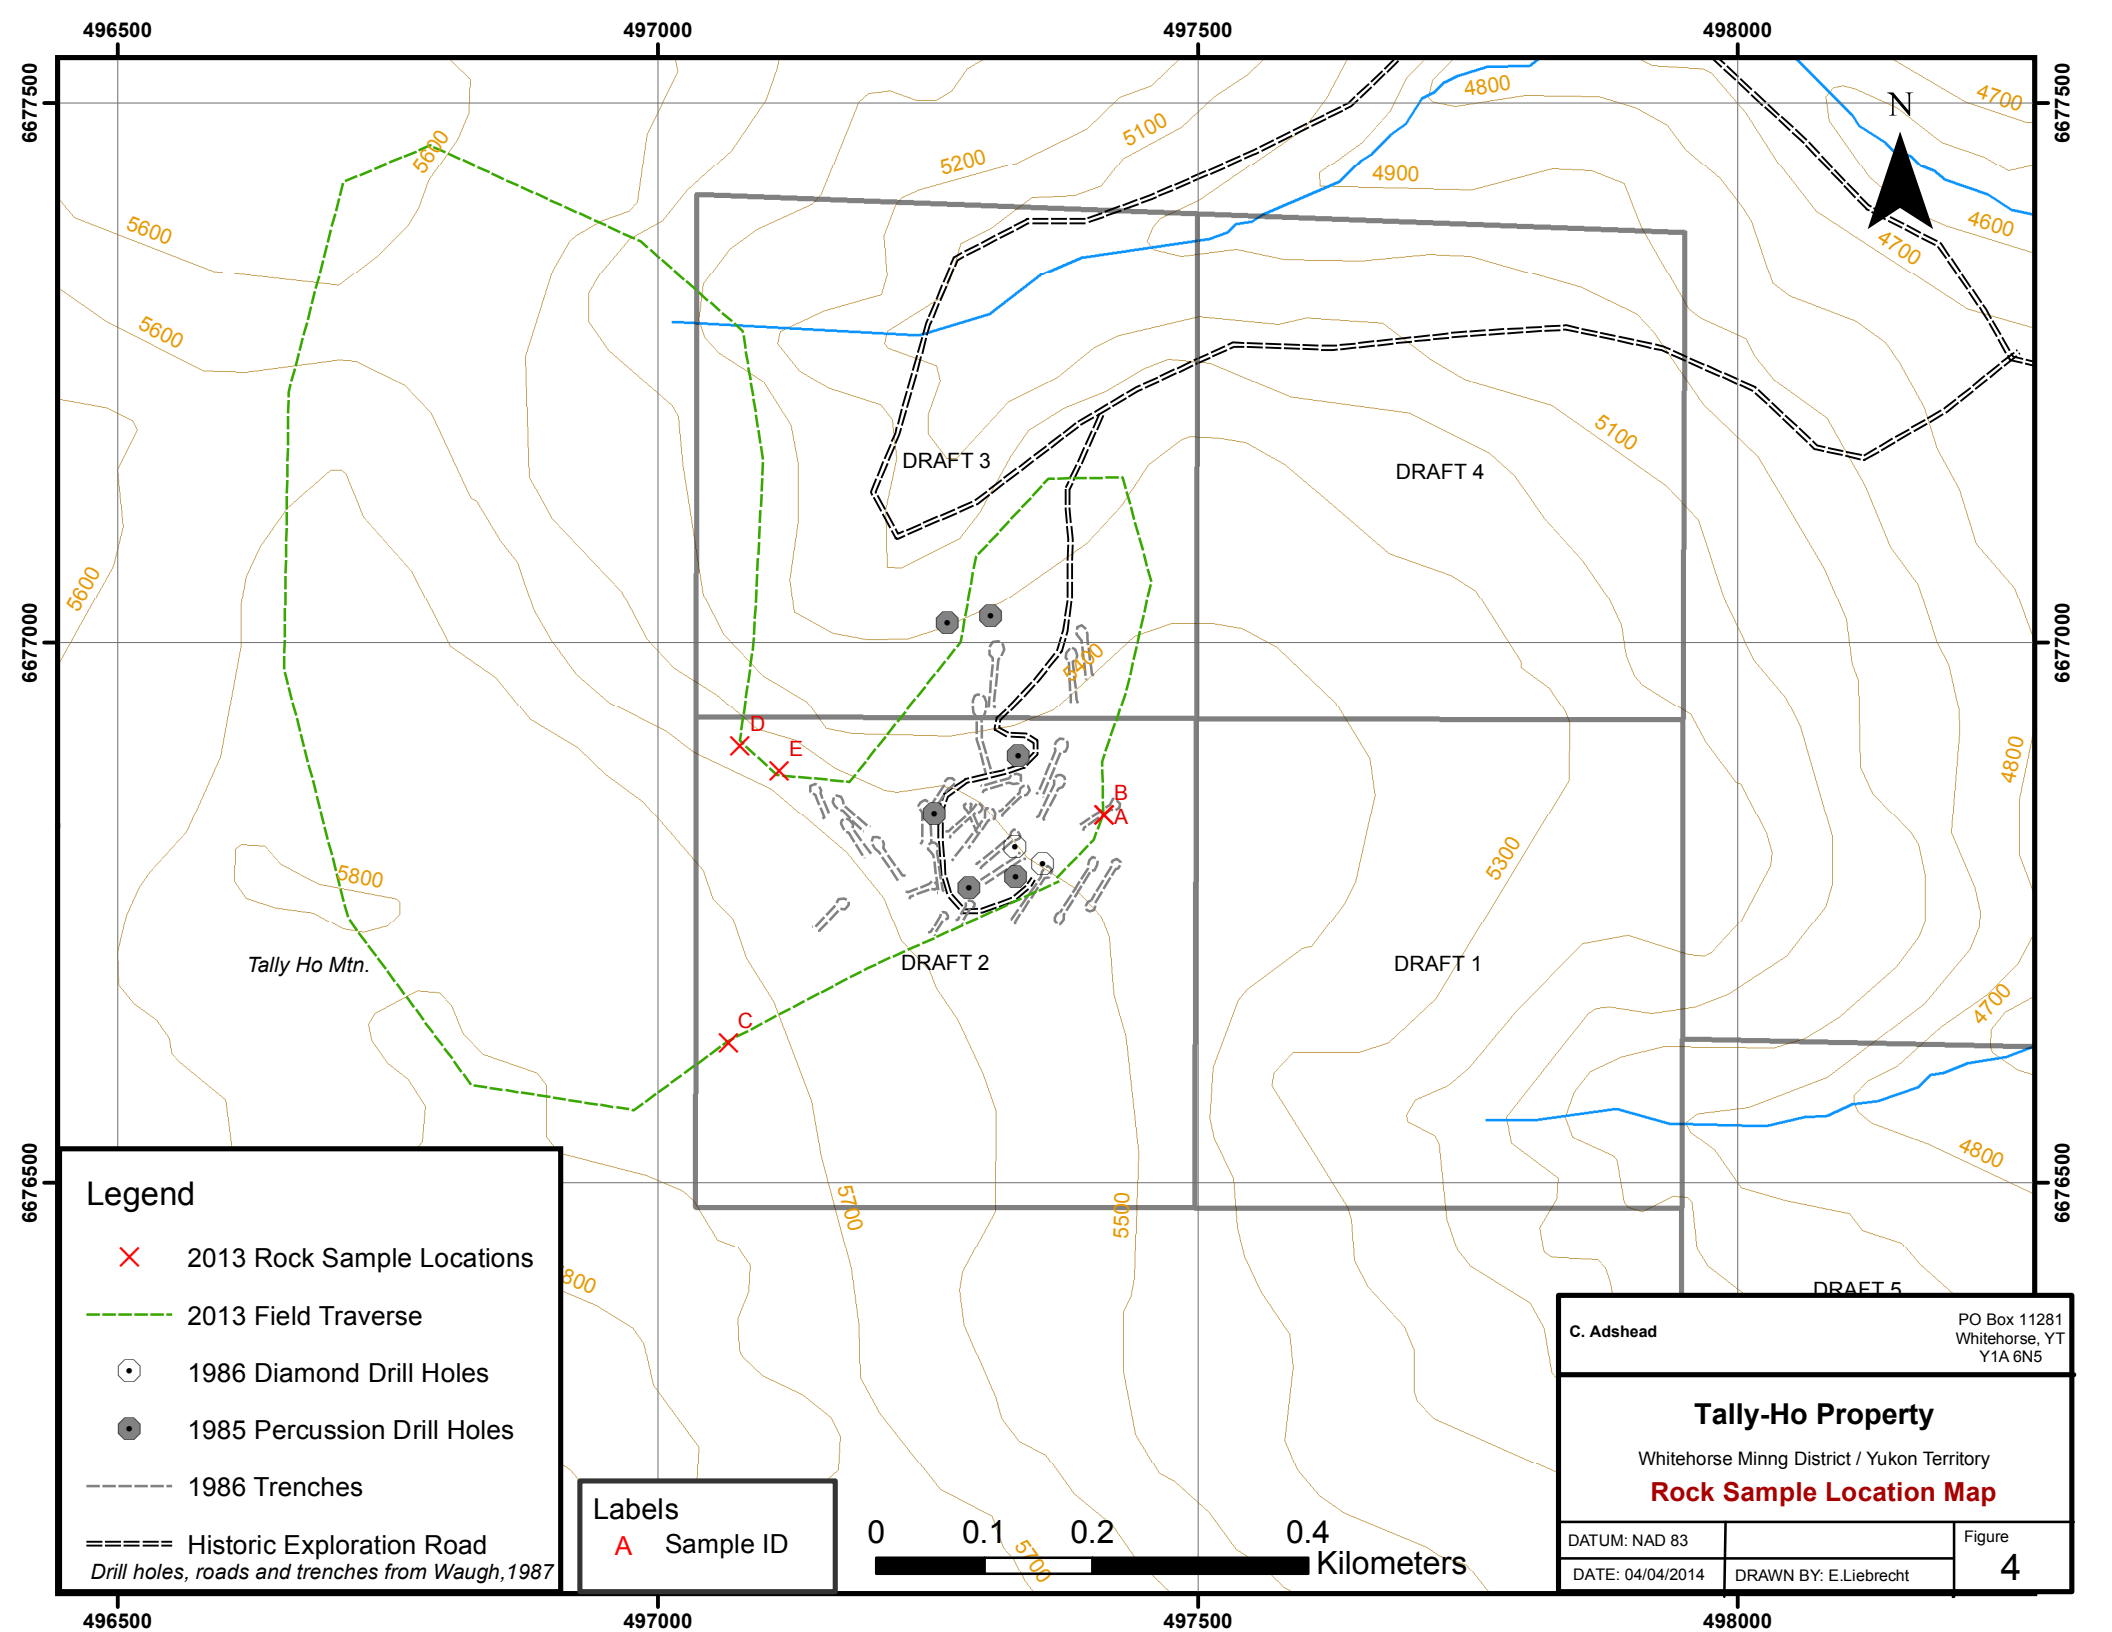 496500
497000
497500
498000
6677500
6677500
N
4700
4800
5100
5200
5600
4900
4600
4700
5600
5600
5100
DRAFT 3
DRAFT 4
5600
6677000
6677000
5400
D
E
B
A
4800
5300
5800
Tally Ho Mtn.
DRAFT 2
DRAFT 1
4700
C
4800
6676500
6676500
5700
5500
800
DRAFT 5
Legend
2013 Rock Sample Locations
2013 Field Traverse
1986 Diamond Drill Holes
1985 Percussion Drill Holes
1986 Trenches
Historic Exploration Road
Drill holes, roads and trenches from Waugh,1987
Labels
A Sample ID
0 0.1 0.2 0.4
Kilometers
5700
C. Adshead
PO Box 11281
Whitehorse, YT
Y1A 6N5
Tally-Ho Property
Whitehorse Minng District / Yukon Territory
Rock Sample Location Map
DATUM: NAD 83
DATE: 04/04/2014
DRAWN BY: E.Liebrecht
Figure
4
496500
497000
497500
498000